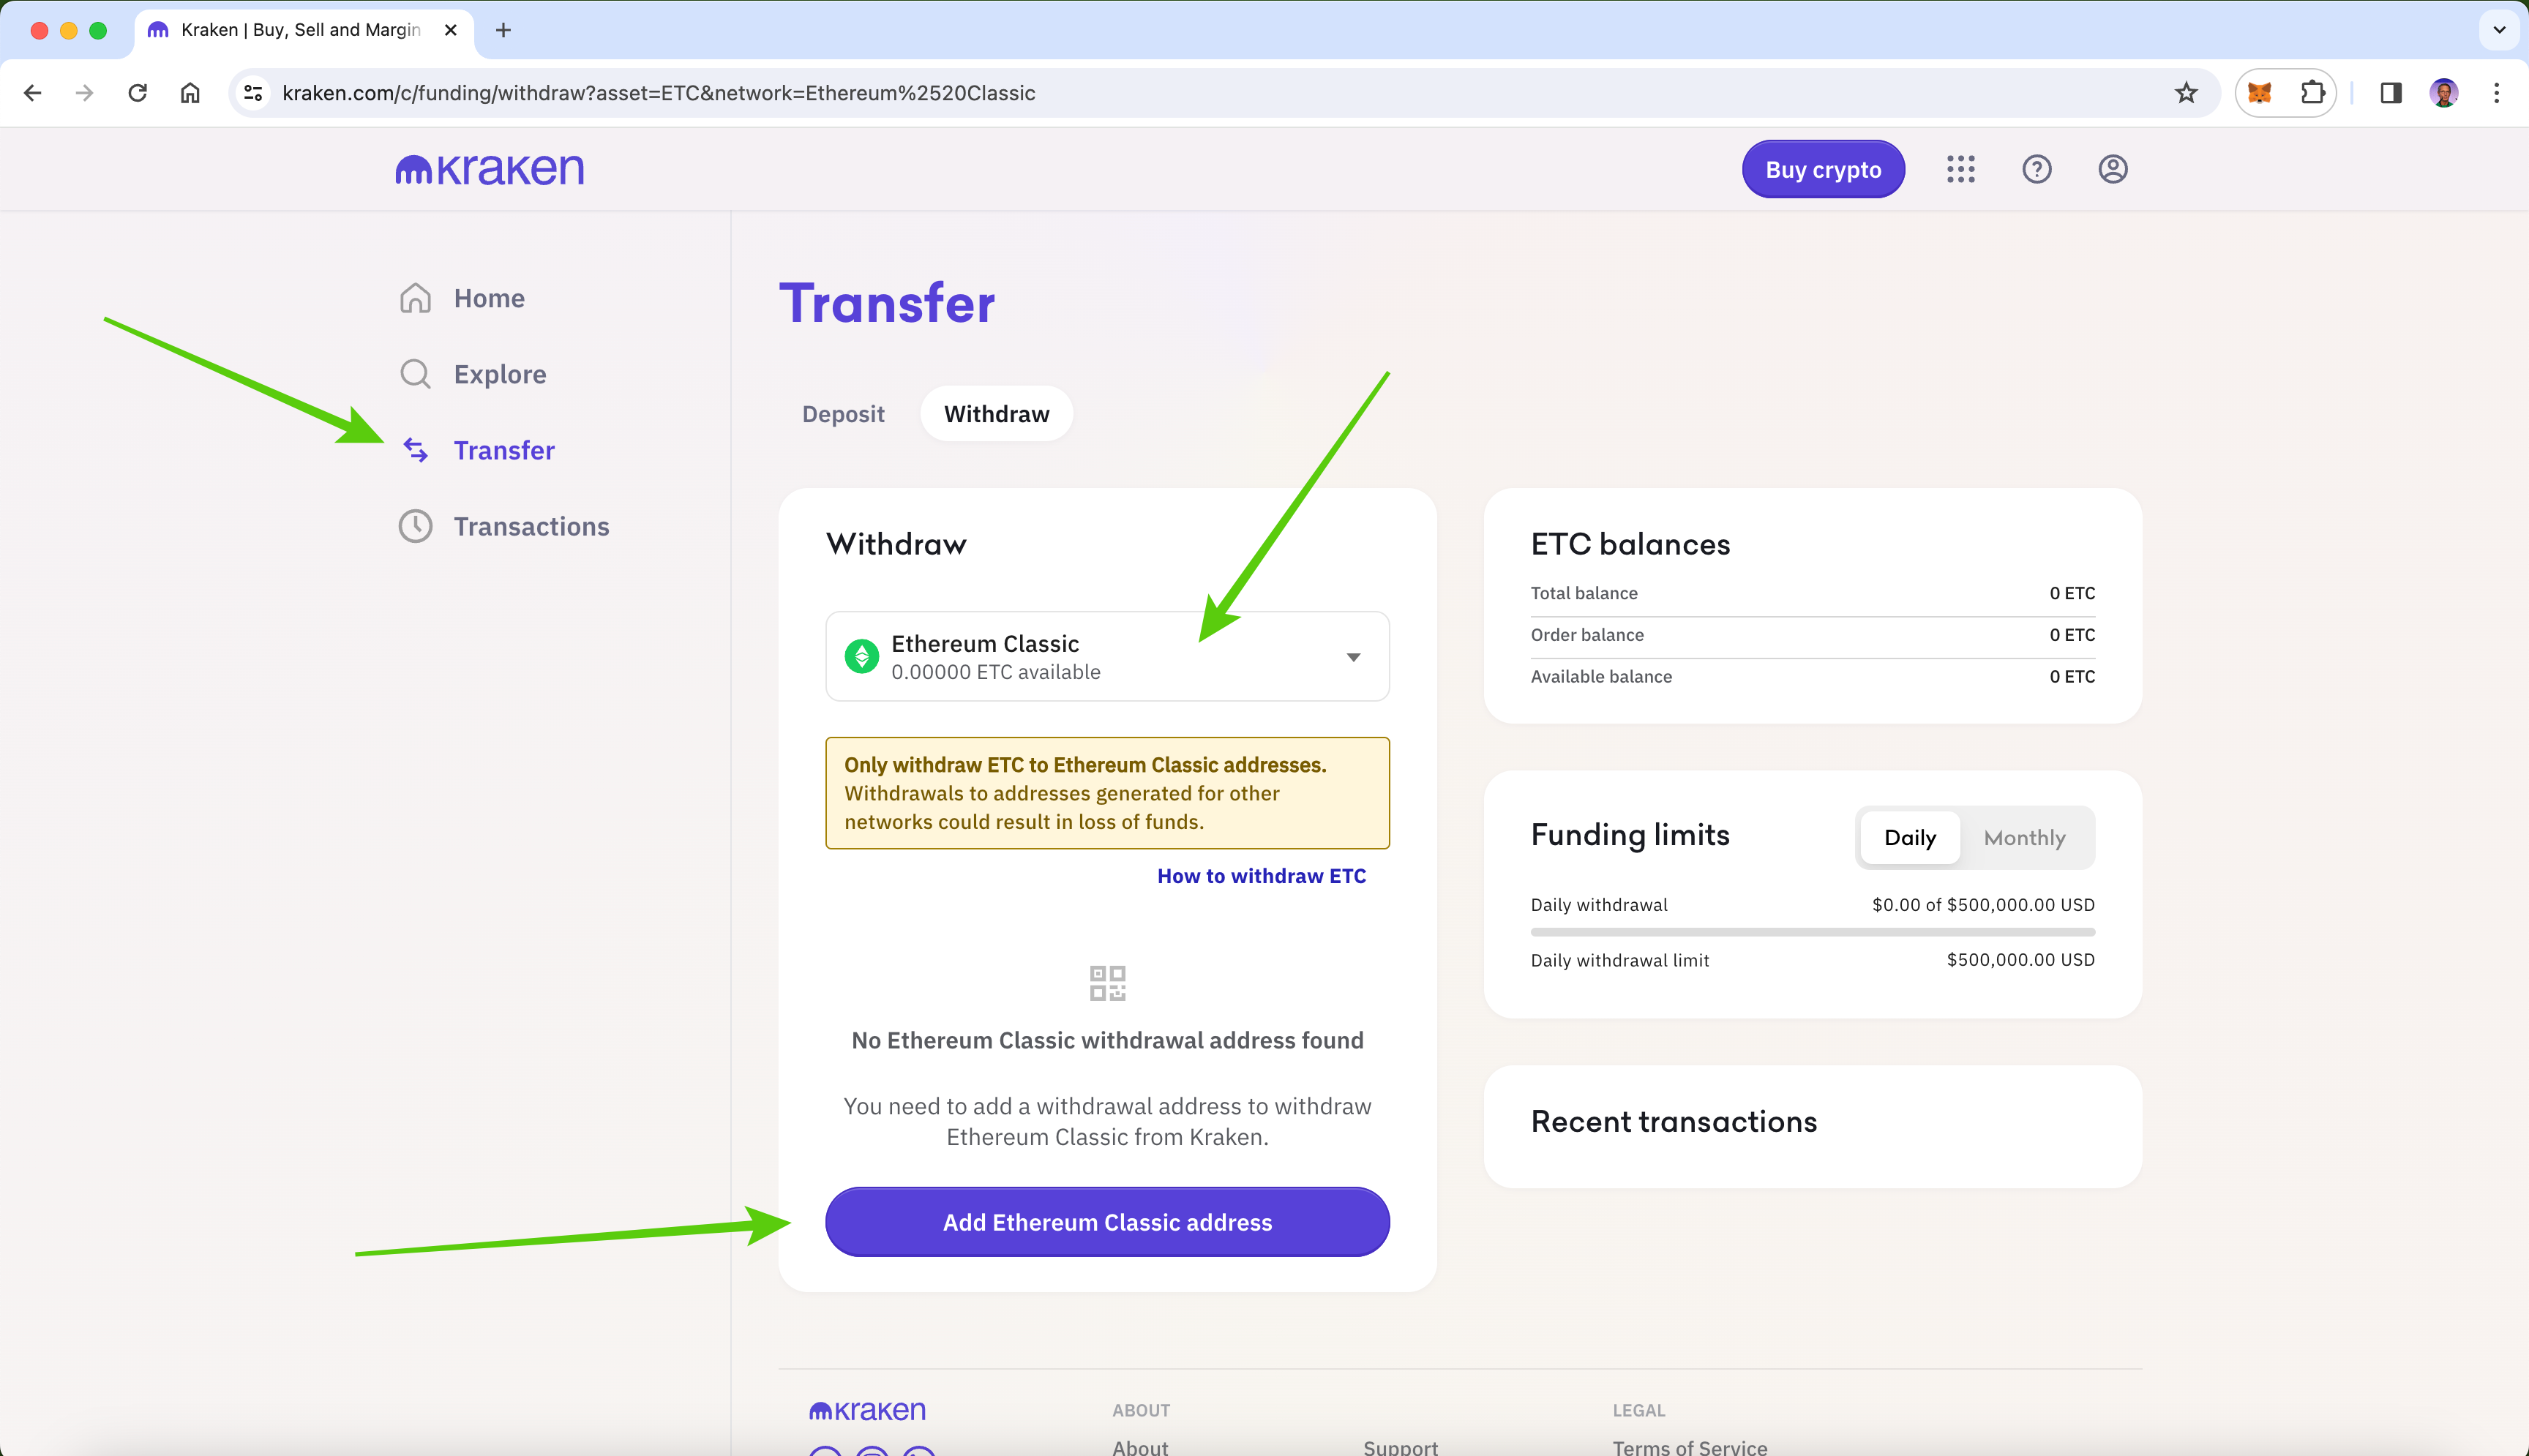 Kraken | Buy, Sell and Margin
kraken.com/c/funding/withdraw?asset=ETC&network=Ethereum%2520Classic
kraken
Buy crypto
Home
Explore
Transfer
Transactions
Transfer
Deposit
Withdraw
Withdraw
Ethereum Classic
0.00000 ETC available
Only withdraw ETC to Ethereum Classic addresses.
Withdrawals to addresses generated for other
networks could result in loss of funds.
How to withdraw ETC
No Ethereum Classic withdrawal address found
You need to add a withdrawal address to withdraw
Ethereum Classic from Kraken.
Add Ethereum Classic address
ETC balances
Total balance 0 ETC
Order balance 0 ETC
Available balance 0 ETC
Funding limits
Daily Monthly
Daily withdrawal $0.00 of $500,000.00 USD
Daily withdrawal limit $500,000.00 USD
Recent transactions
kraken
ABOUT
LEGAL
About
Support
Terms of Service